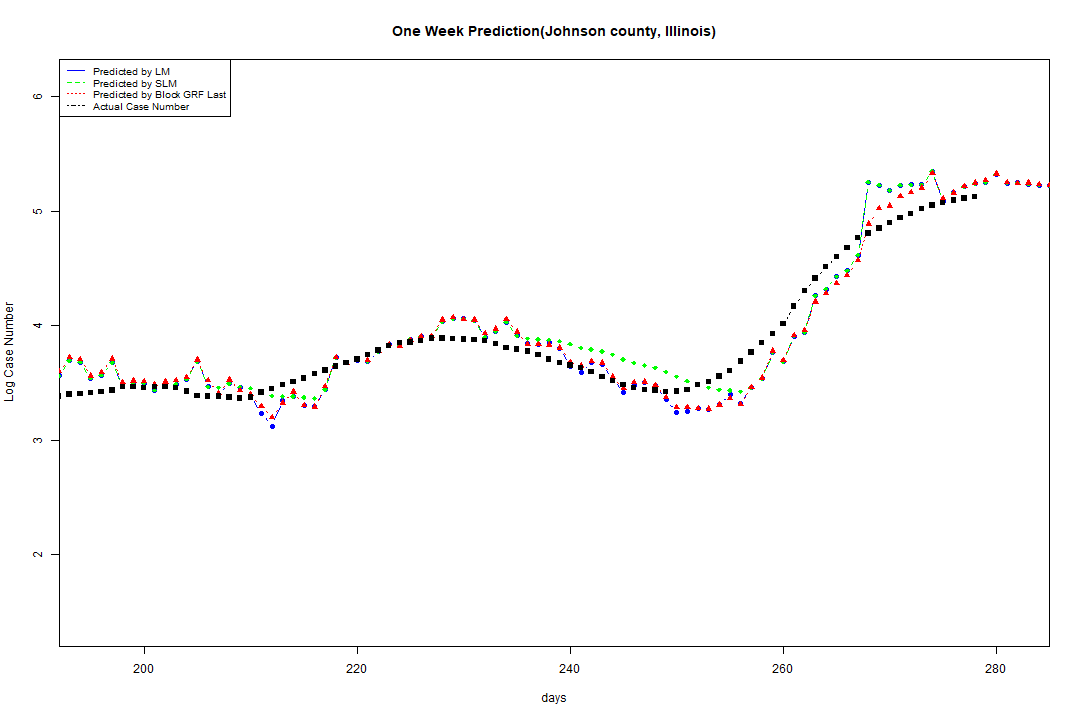 One Week Prediction(Johnson county, Illinois)
Predicted by LM
Predicted by SLM
Predicted by Block GRF Last
Actual Case Number
6
5
4
3
2
Log Case Number
200
220
240
260
280
days